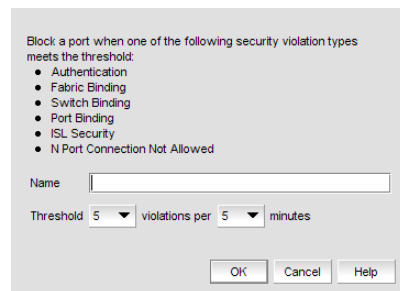 Block a port when one of the following security violation types
meets the threshold:
● Authentication
● Fabric Binding
● Switch Binding
● Port Binding
● ISL Security
● N Port Connection Not Allowed
Name
Threshold 5 violations per 5 minutes
OK Cancel Help